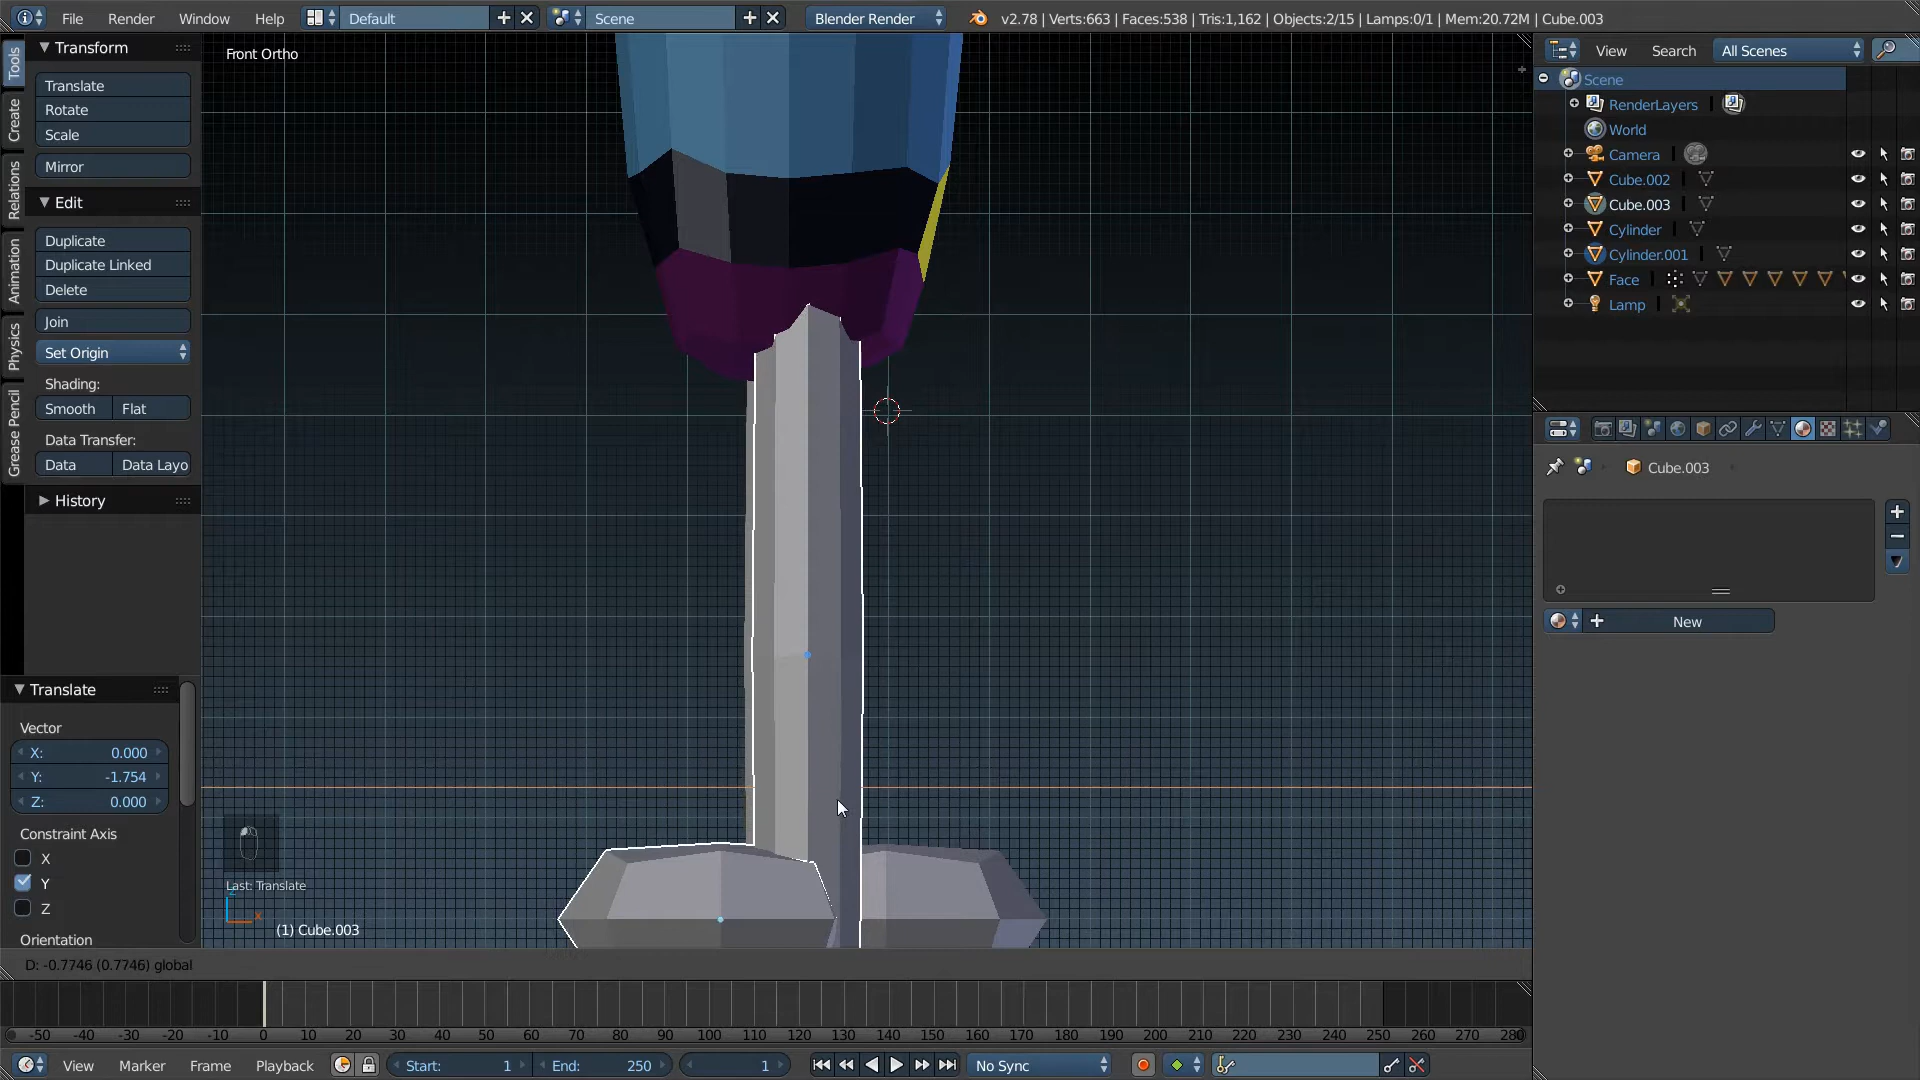 File Render Window Help Default Scene Blender Render v2.78 | Verts:663 | Faces:538 | Tris:1,162 | Objects:2/15 | Lamps:0/1 | Mem:20.72M | Cube.003
Tools
Create
Relations
Animation
Physics
Grease Pencil
Transform
Translate
Rotate
Scale
Mirror
Edit
Duplicate
Duplicate Linked
Delete
Join
Set Origin
Shading:
Smooth Flat
Data Transfer:
Data Data Layo
History
Translate
Vector
X: 0.000
Y: -1.754
Z: 0.000
Constraint Axis
X
Y
Z
Orientation
Front Ortho
Last: Translate
(1) Cube.003
D: -0.7746 (0.7746) global
View Search All Scenes
Scene
RenderLayers
World
Camera
Cube.002
Cube.003
Cylinder
Cylinder.001
Face
Lamp
Cube.003
New
-50 -40 -30 -20 -10 0 10 20 30 40 50 60 70 80 90 100 110 120 130 140 150 160 170 180 190 200 210 220 230 240 250 260 270 280
View Marker Frame Playback Start: 1 End: 250 1 No Sync